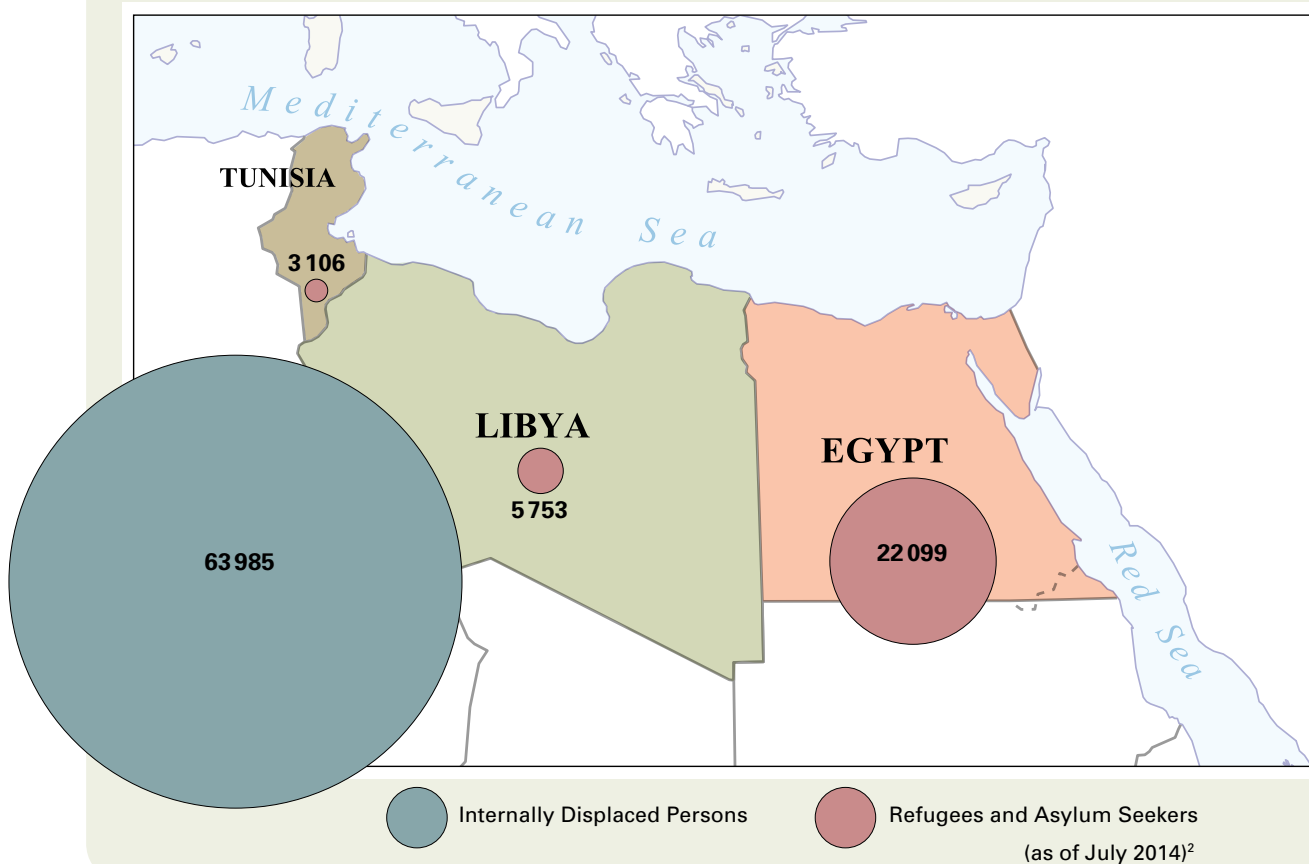 Mediterranean Sea
TUNISIA
3 106
LIBYA
5 753
EGYPT
22 099
63 985
Red Sea
Internally Displaced Persons
Refugees and Asylum Seekers
(as of July 2014)²